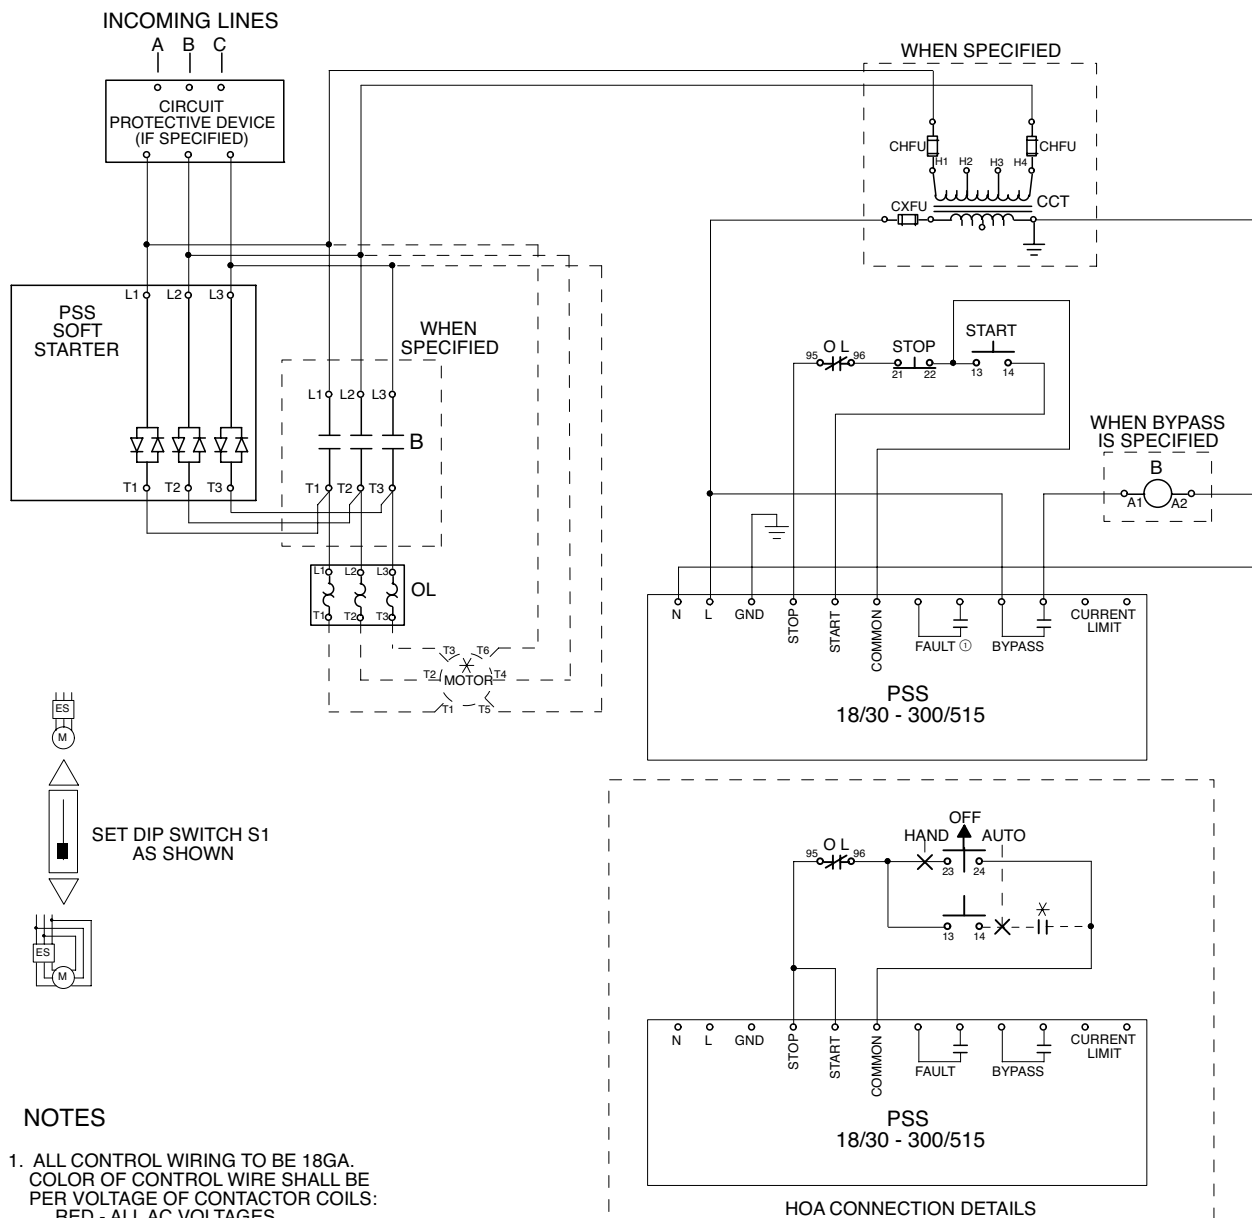 INCOMING LINES
A B C
CIRCUIT
PROTECTIVE DEVICE
(IF SPECIFIED)
WHEN SPECIFIED
CHFU
H1 H2 H3 H4
CHFU
CCT
CXFU
L1 L2 L3
PSS
SOFT
STARTER
T1 T2 T3
WHEN
SPECIFIED
L1 L2 L3
B
T1 T2 T3
L1 L2 L3
OL
T1 T2 T3
T3 T6
T2 MOTOR T4
T1 T5
START
95 O L 96 STOP
21 22 13 14
WHEN BYPASS
IS SPECIFIED
B
A1 A2
N L GND STOP START COMMON FAULT ① BYPASS CURRENT
LIMIT
PSS
18/30 - 300/515
ES
M
SET DIP SWITCH S1
AS SHOWN
ES
M
OFF
HAND AUTO
95 O L 96
23 24
13 14
N L GND STOP START COMMON FAULT BYPASS CURRENT
LIMIT
PSS
18/30 - 300/515
HOA CONNECTION DETAILS
NOTES
1. ALL CONTROL WIRING TO BE 18GA.
COLOR OF CONTROL WIRE SHALL BE
PER VOLTAGE OF CONTACTOR COILS:
RED - ALL AC VOLTAGES